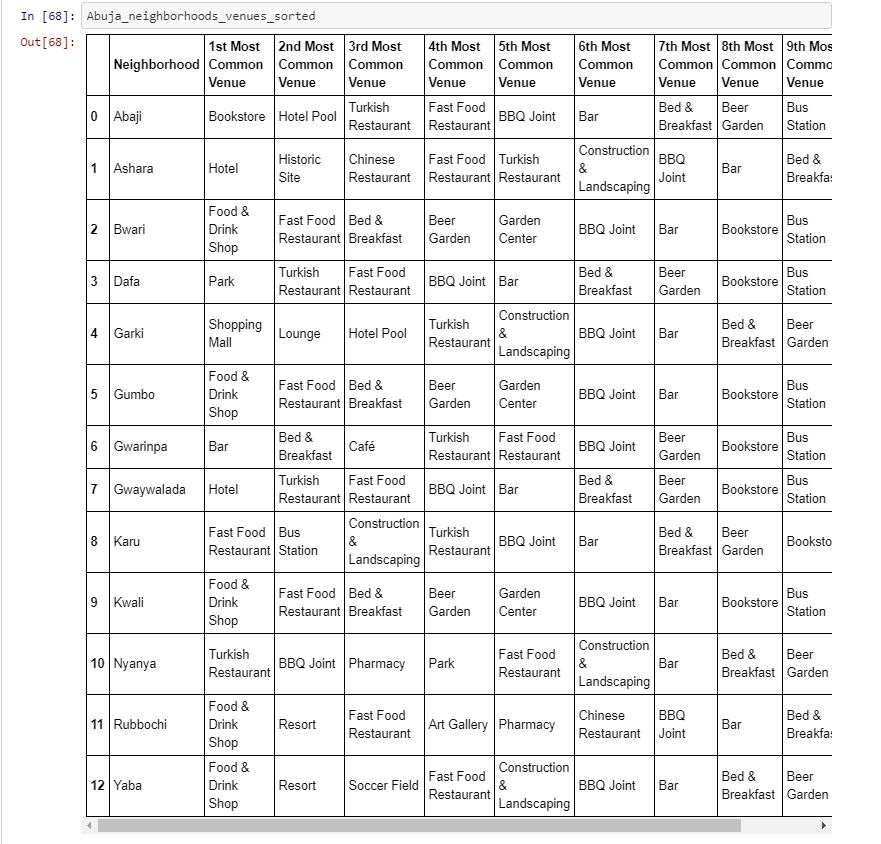 In [68]: Abuja_neighborhoods_venues_sorted
Out[68]:
Neighborhood 1st Most Common Venue 2nd Most Common Venue 3rd Most Common Venue 4th Most Common Venue 5th Most Common Venue 6th Most Common Venue 7th Most Common Venue 8th Most Common Venue 9th Mos Commo Venue
0 Abaji Bookstore Hotel Pool Turkish Restaurant Fast Food Restaurant BBQ Joint Bar Bed & Breakfast Beer Garden Bus Station
1 Ashara Hotel Historic Site Chinese Restaurant Fast Food Restaurant Turkish Restaurant Construction & Landscaping BBQ Joint Bar Bed & Breakfas
2 Bwari Food & Drink Shop Fast Food Restaurant Bed & Breakfast Beer Garden Garden Center BBQ Joint Bar Bookstore Bus Station
3 Dafa Park Turkish Restaurant Fast Food Restaurant BBQ Joint Bar Bed & Breakfast Beer Garden Bookstore Bus Station
4 Garki Shopping Mall Lounge Hotel Pool Turkish Restaurant Construction & Landscaping BBQ Joint Bar Bed & Breakfast Beer Garden
5 Gumbo Food & Drink Shop Fast Food Restaurant Bed & Breakfast Beer Garden Garden Center BBQ Joint Bar Bookstore Bus Station
6 Gwarinpa Bar Bed & Breakfast Café Turkish Restaurant Fast Food Restaurant BBQ Joint Beer Garden Bookstore Bus Station
7 Gwaywalada Hotel Turkish Restaurant Fast Food Restaurant BBQ Joint Bar Bed & Breakfast Beer Garden Bookstore Bus Station
8 Karu Fast Food Restaurant Bus Station Construction & Landscaping Turkish Restaurant BBQ Joint Bar Bed & Breakfast Beer Garden Booksto
9 Kwali Food & Drink Shop Fast Food Restaurant Bed & Breakfast Beer Garden Garden Center BBQ Joint Bar Bookstore Bus Station
10 Nyanya Turkish Restaurant BBQ Joint Pharmacy Park Fast Food Restaurant Construction & Landscaping Bar Bed & Breakfast Beer Garden
11 Rubbochi Food & Drink Shop Resort Fast Food Restaurant Art Gallery Pharmacy Chinese Restaurant BBQ Joint Bar Bed & Breakfas
12 Yaba Food & Drink Shop Resort Soccer Field Fast Food Restaurant Construction & Landscaping BBQ Joint Bar Bed & Breakfast Beer Garden